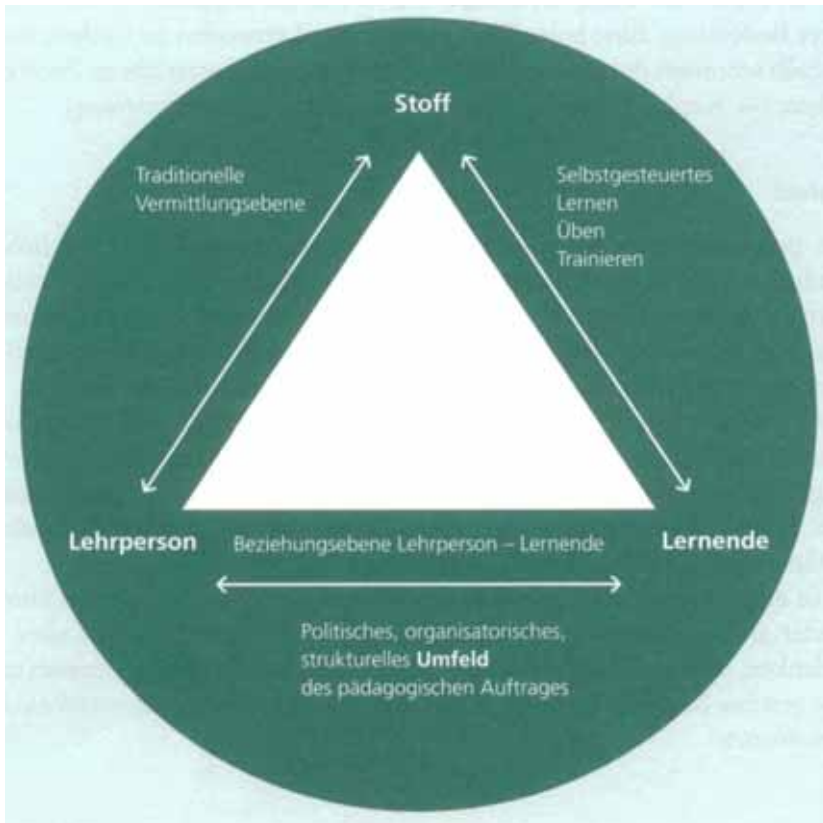 Stoff
Traditionelle
Vermittlungsebene
Selbstgesteuertes
Lernen
Üben
Trainieren
Lehrperson
Beziehungsebene Lehrperson – Lernende
Lernende
Politisches, organisatorisches,
strukturelles Umfeld
des pädagogischen Auftrages